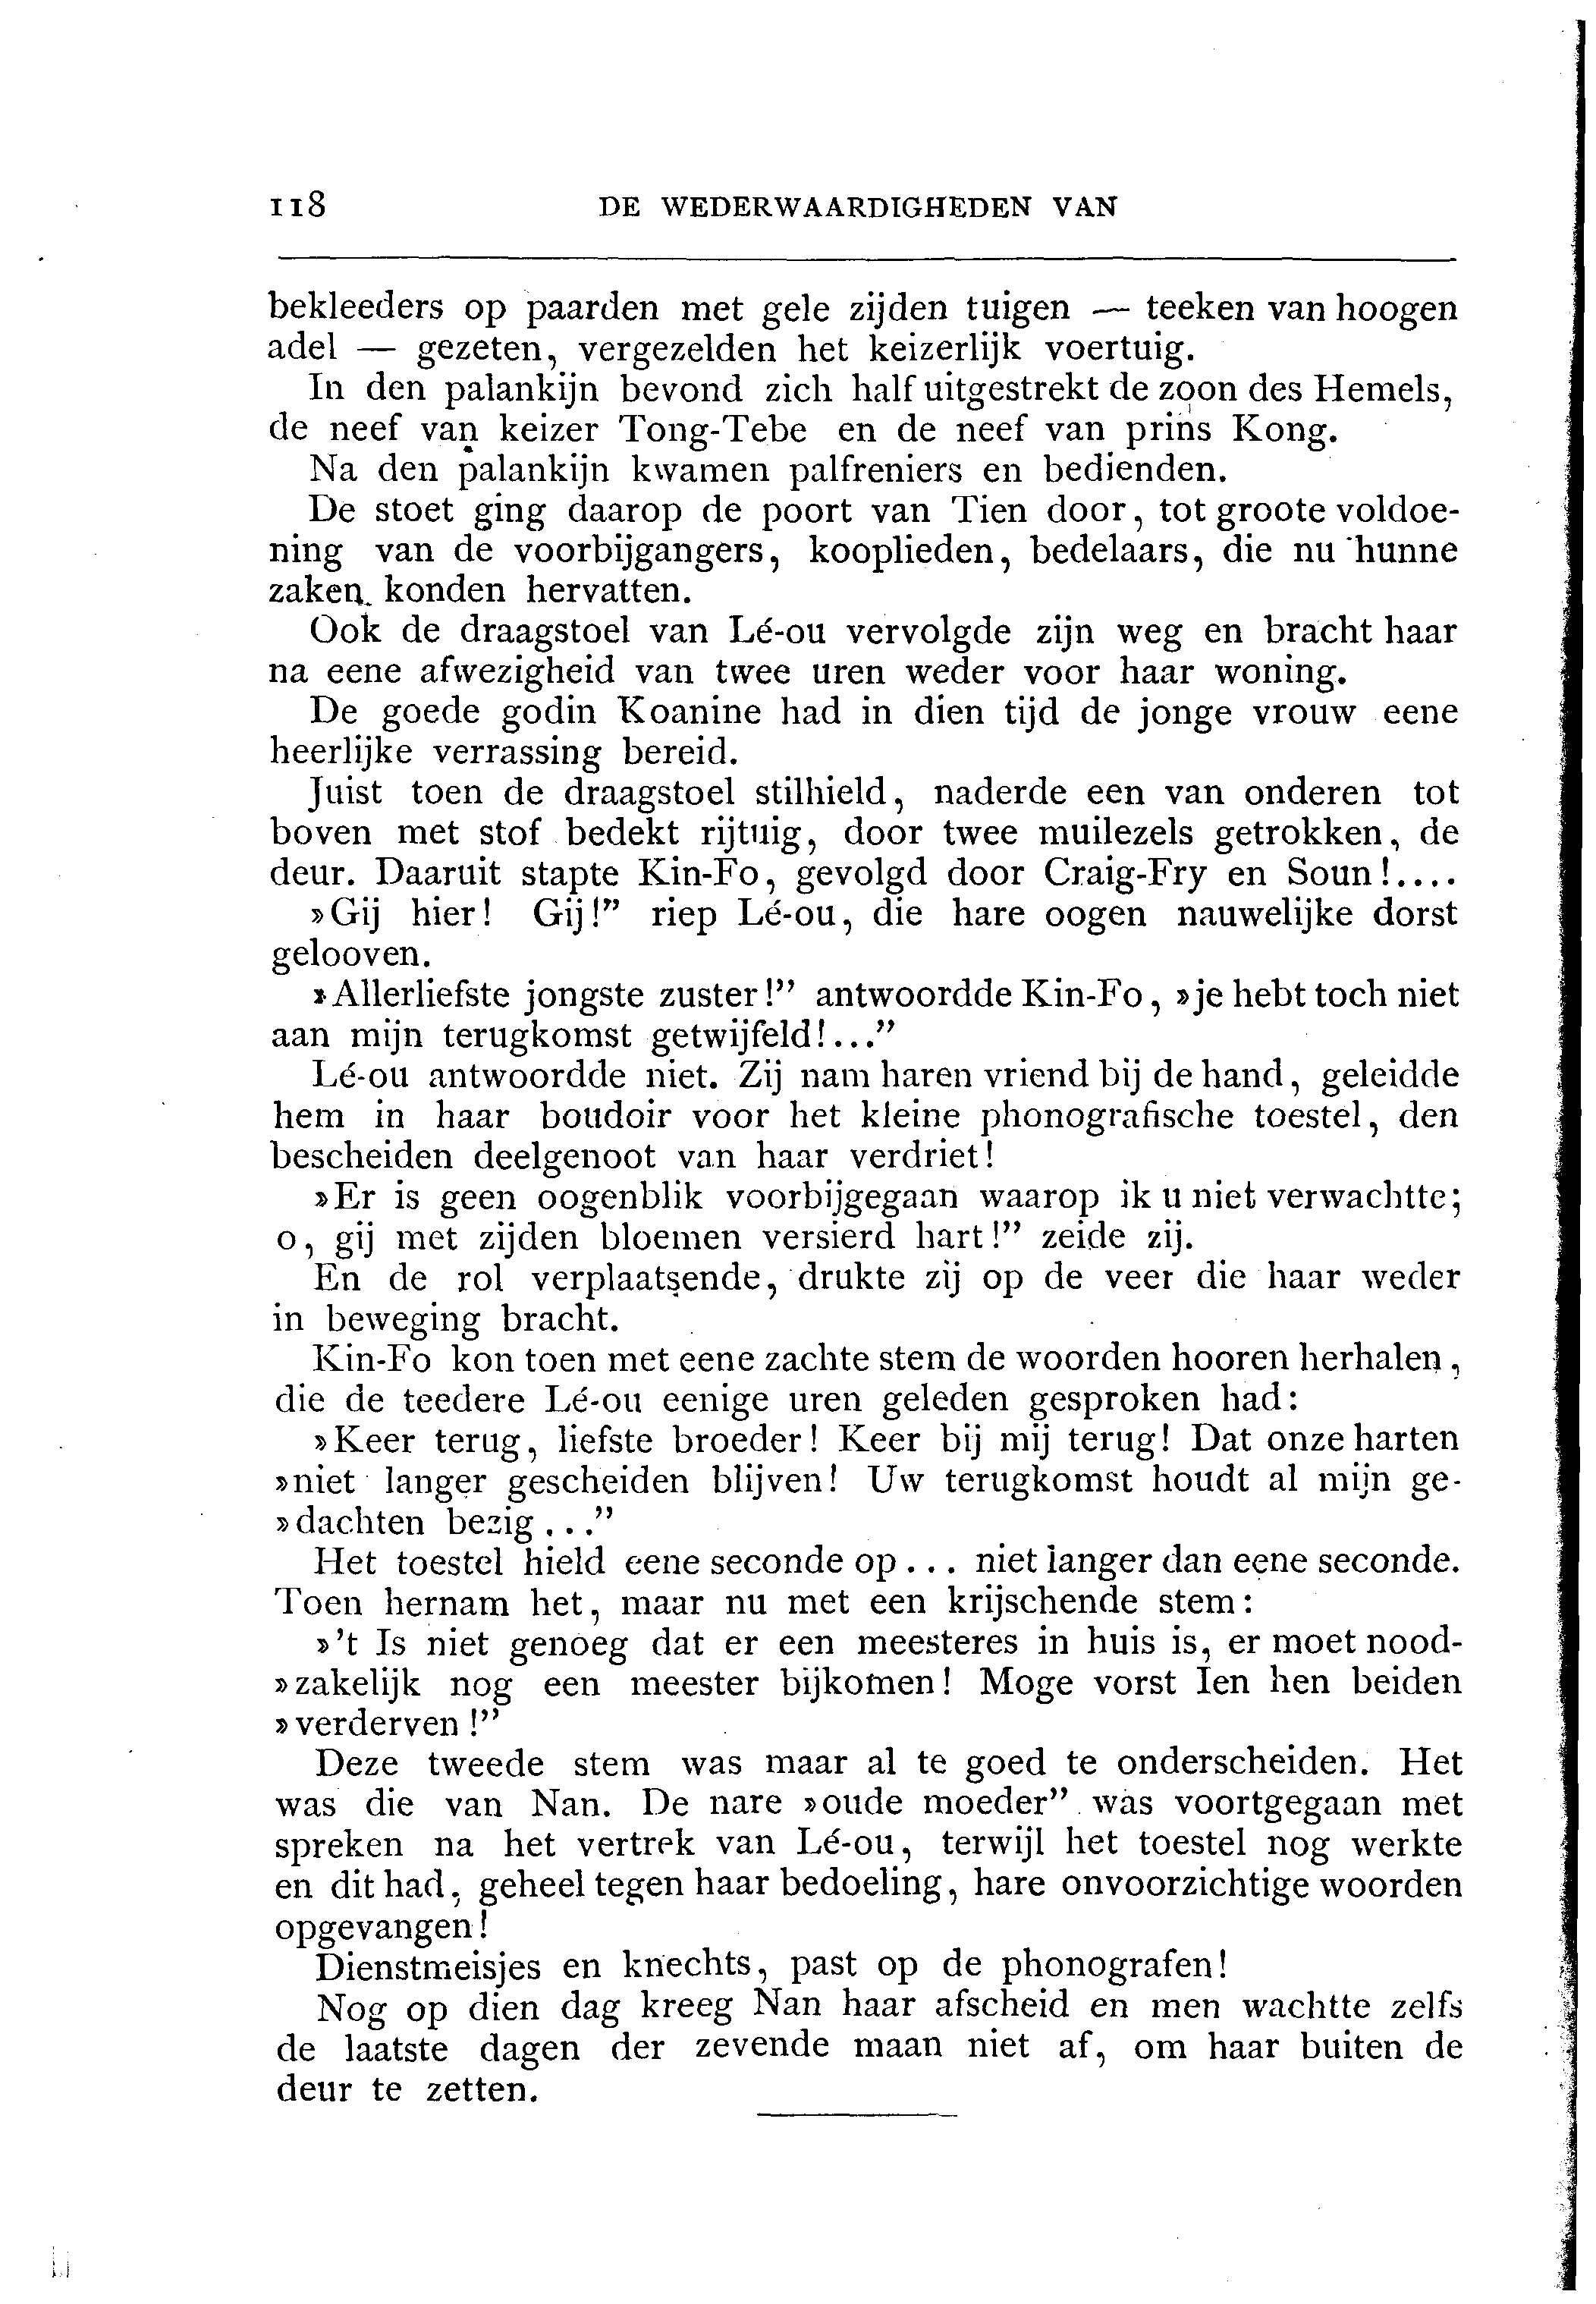 118 DE WEDERWAARDIGHEDEN VAN
bekleeders op paarden met gele zijden tuigen — teeken van hoogen
adel — gezeten, vergezelden het keizerlijk voertuig.
In den palankijn bevond zich half uitgestrekt de zoon des Hemels,
de neef van keizer Tong-Tebe en de neef van prins Kong.
Na den palankijn kwamen palfreniers en bedienden.
De stoet ging daarop de poort van Tien door, tot groote voldoe-
ning van de voorbijgangers, kooplieden, bedelaars, die nu hunne
zaken konden hervatten.
Ook de draagstoel van Lé-ou vervolgde zijn weg en bracht haar
na eene afwezigheid van twee uren weder voor haar woning.
De goede godin Koanine had in dien tijd de jonge vrouw eene
heerlijke verrassing bereid.
Juist toen de draagstoel stilhield, naderde een van onderen tot
boven met stof bedekt rijtuig, door twee muilezels getrokken, de
deur. Daaruit stapte Kin-Fo, gevolgd door Craig-Fry en Soun!....
»Gij hier! Gij!” riep Lé-ou, die hare oogen nauwelijke dorst
gelooven.
»Allerliefste jongste zuster!” antwoordde Kin-Fo, »je hebt toch niet
aan mijn terugkomst getwijfeld!...”
Lé-ou antwoordde niet. Zij nam haren vriend bij de hand, geleidde
hem in haar boudoir voor het kleine phonografische toestel, den
bescheiden deelgenoot van haar verdriet!
»Er is geen oogenblik voorbijgegaan waarop ik u niet verwachtte;
o, gij met zijden bloemen versierd hart!” zeide zij.
En de rol verplaatsende, drukte zij op de veer die haar weder
in beweging bracht.
Kin-Fo kon toen met eene zachte stem de woorden hooren herhalen,
die de teedere Lé-ou eenige uren geleden gesproken had:
»Keer terug, liefste broeder! Keer bij mij terug! Dat onze harten
»niet langer gescheiden blijven! Uw terugkomst houdt al mijn ge-
»dachten bezig...”
Het toestel hield eene seconde op... niet langer dan eene seconde.
Toen hernam het, maar nu met een krijschende stem:
»'t Is niet genoeg dat er een meesteres in huis is, er moet nood-
»zakelijk nog een meester bijkomen! Moge vorst Ien hen beiden
»verderven!”
Deze tweede stem was maar al te goed te onderscheiden. Het
was die van Nan. De nare »oude moeder” was voortgegaan met
spreken na het vertrek van Lé-ou, terwijl het toestel nog werkte
en dit had, geheel tegen haar bedoeling, hare onvoorzichtige woorden
opgevangen!
Dienstmeisjes en knechts, past op de phonografen!
Nog op dien dag kreeg Nan haar afscheid en men wachtte zelfs
de laatste dagen der zevende maan niet af, om haar buiten de
deur te zetten.